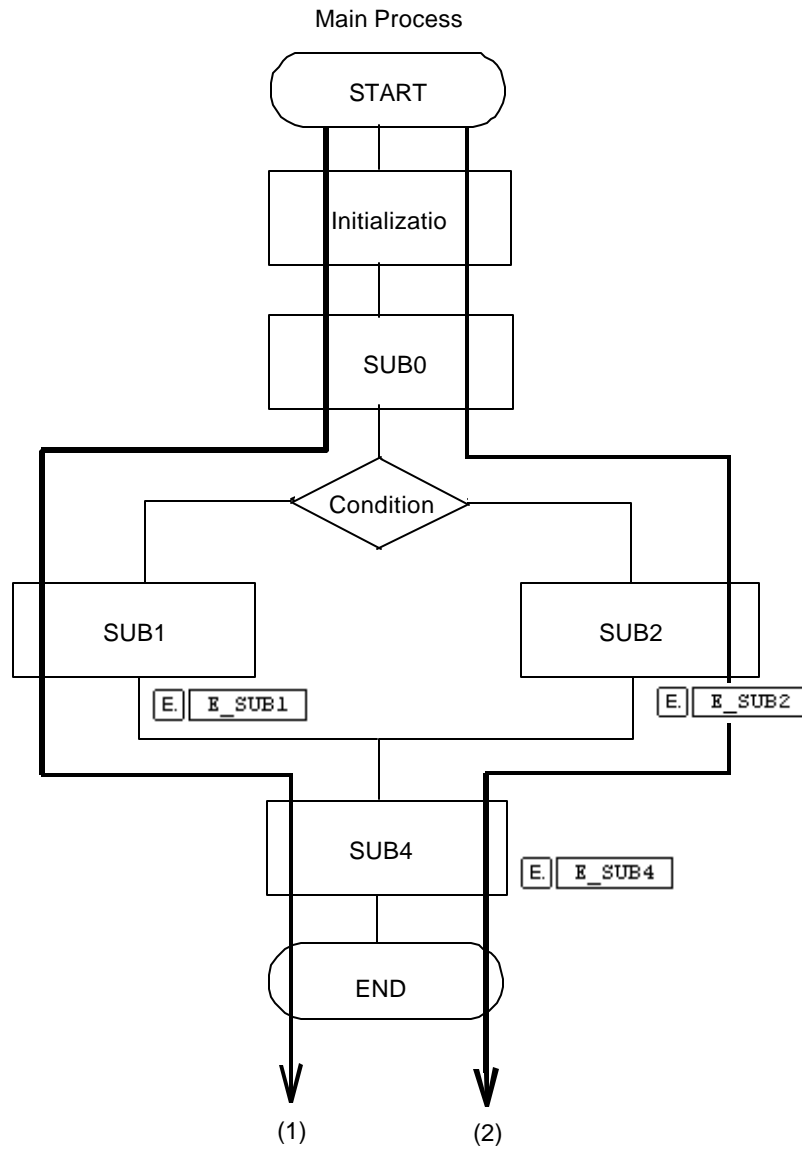 Main Process
START
Initializatio
SUB0
Condition
SUB1
SUB2
E. E_SUB1
E. E_SUB2
SUB4
E. E_SUB4
END
(1)
(2)